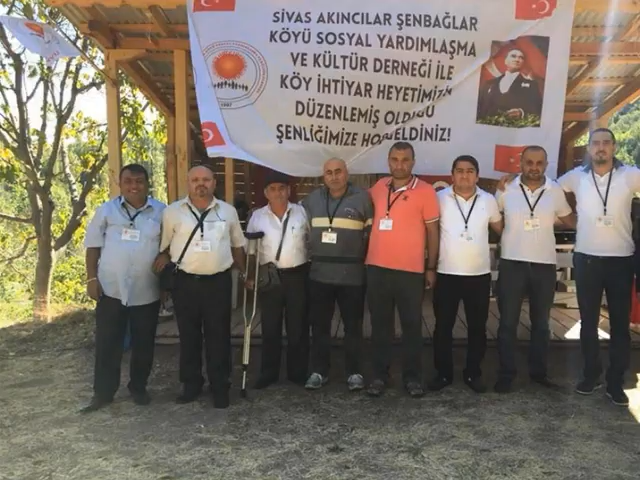 SİVAS AKINCILAR ŞENBAĞLAR
KÖYÜ SOSYAL YARDIMLAŞMA
VE KÜLTÜR DERNEĞİ İLE
KÖY İHTİYAR HEYETİMİZİN
DÜZENLEMİŞ OLDUĞU
ŞENLİĞİMİZE HOŞGELDİNİZ!
1987